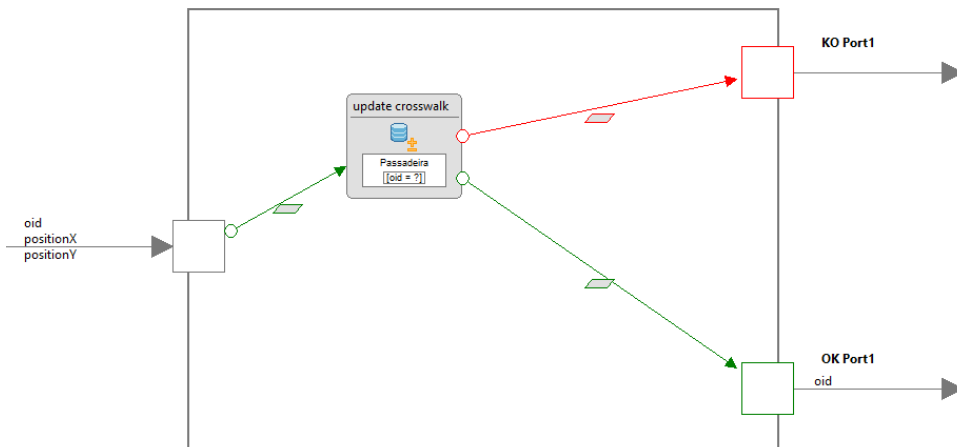 KO Port1
update crosswalk
Passadeira
[oid = ?]
oid
positionX
positionY
OK Port1
oid